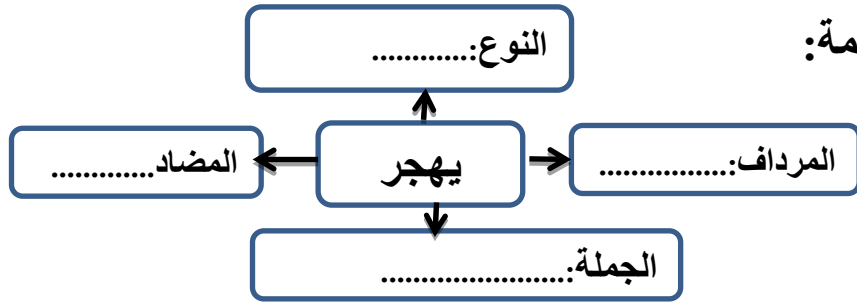 مة:
النوع:............
المرداف:.................
يهجر
المضاد.............
الجملة:.......................